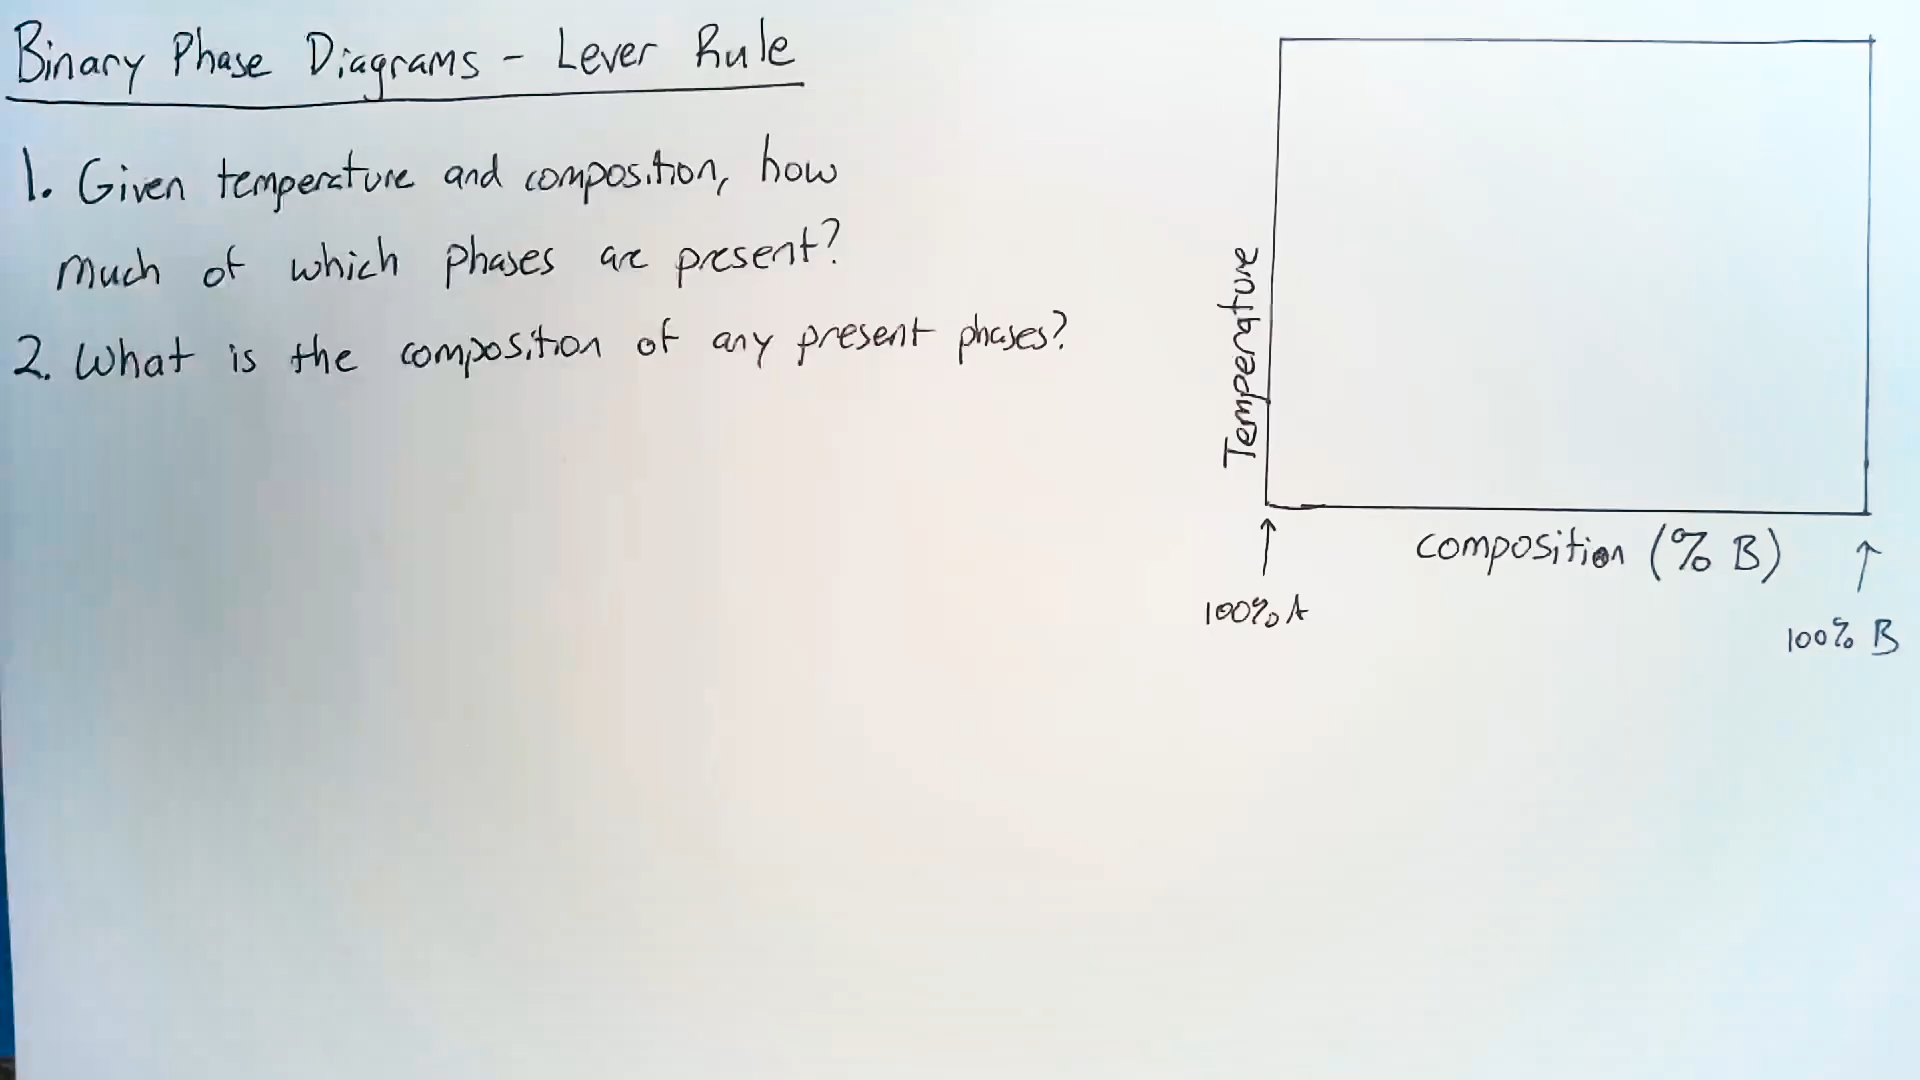 Binary Phase Diagrams - Lever Rule
1. Given temperature and composition, how
much of which phases are present?
2. What is the composition of any present phases?
Temperature
composition (% B)
100% A
100% B